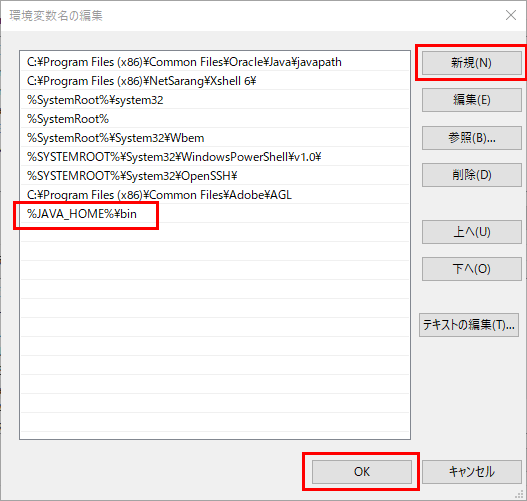 環境変数名の編集
C:¥Program Files (x86)¥Common Files¥Oracle¥Java¥javapath
C:¥Program Files (x86)¥NetSarang¥Xshell 6¥
%SystemRoot%¥system32
%SystemRoot%
%SystemRoot%¥System32¥Wbem
%SYSTEMROOT%¥System32¥WindowsPowerShell¥v1.0¥
%SYSTEMROOT%¥System32¥OpenSSH¥
C:¥Program Files (x86)¥Common Files¥Adobe¥AGL
%JAVA_HOME%¥bin
新規(N)
編集(E)
参照(B)...
削除(D)
上へ(U)
下へ(O)
テキストの編集(T)...
OK
キャンセル